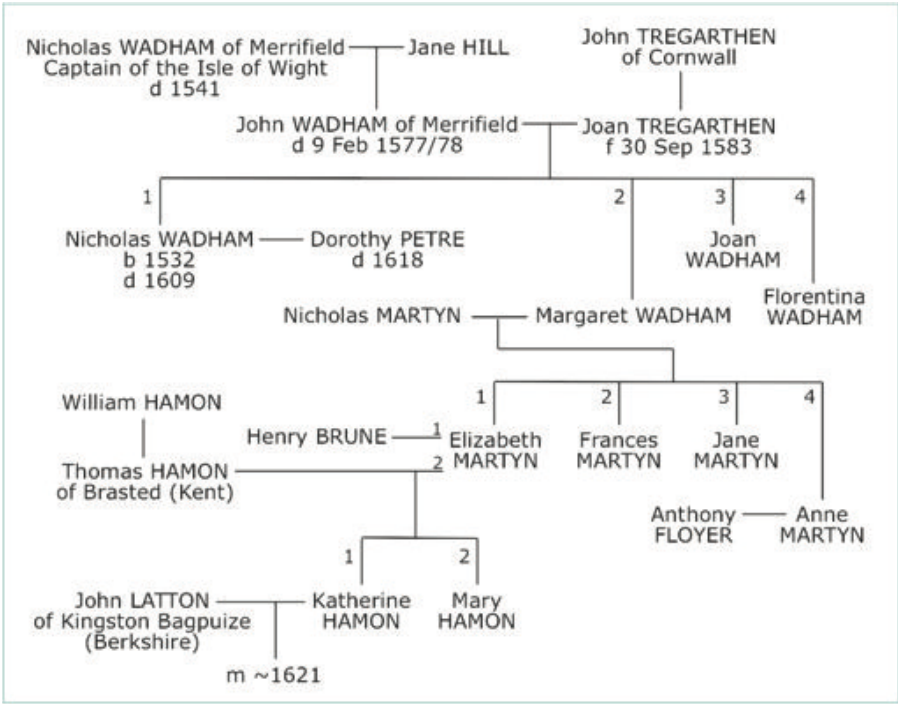 Nicholas WADHAM of Merrifield
Captain of the Isle of Wight
d 1541
Jane HILL
John TREGARTHEN
of Cornwall
John WADHAM of Merrifield
d 9 Feb 1577/78
Joan TREGARTHEN
f 30 Sep 1583
1
2
3
4
Nicholas WADHAM
b 1532
d 1609
Dorothy PETRE
d 1618
Joan
WADHAM
Florentina
WADHAM
Nicholas MARTYN
Margaret WADHAM
1
2
3
4
William HAMON
Henry BRUNE
1
Elizabeth
MARTYN
Frances
MARTYN
Jane
MARTYN
Thomas HAMON
of Brasted (Kent)
2
Anthony
FLOYER
Anne
MARTYN
1
2
John LATTON
of Kingston Bagpuize
(Berkshire)
Katherine
HAMON
Mary
HAMON
m ~1621